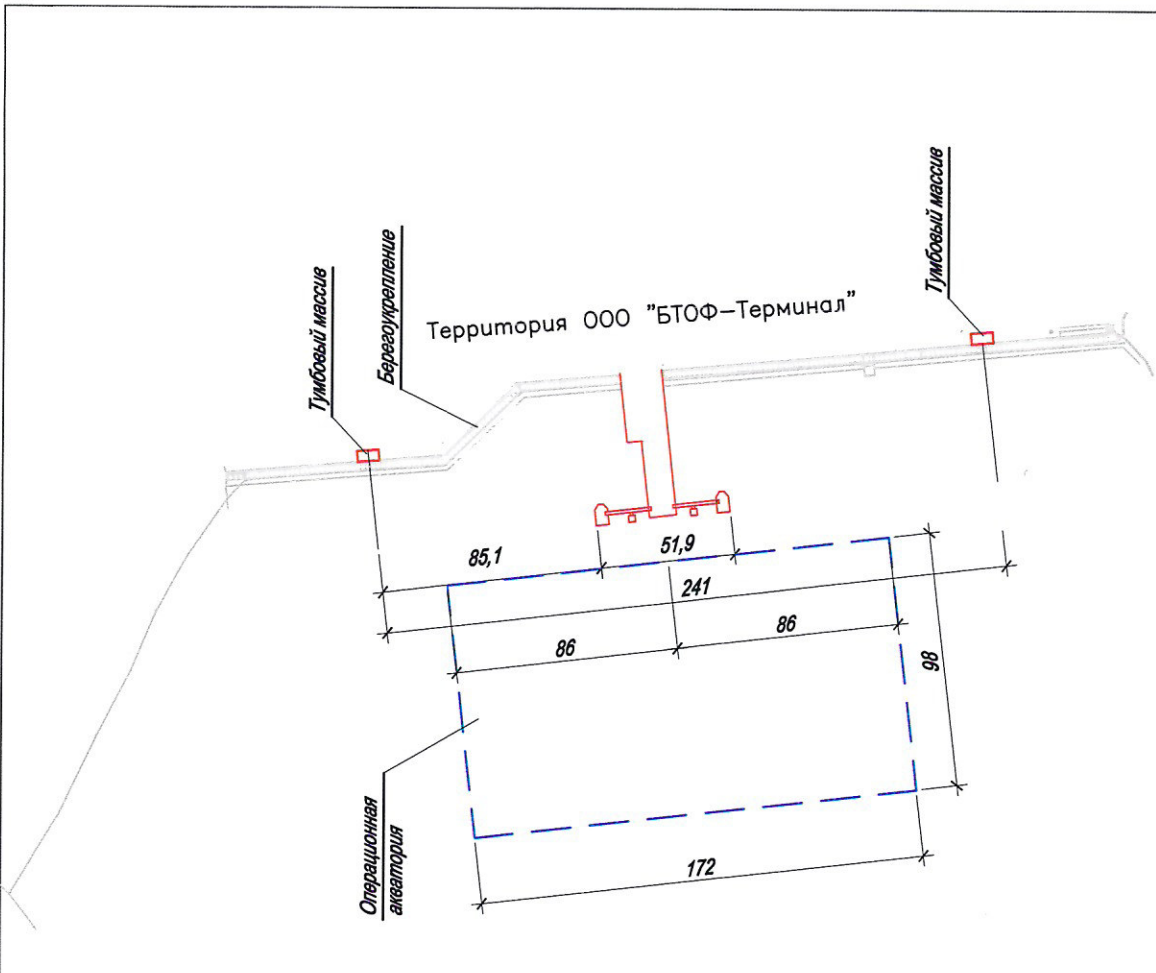 Тумбовый массив
Берегоукрепление
Тумбовый массив
Территория ООО "БТОФ–Терминал"
85,1
51,9
241
86
86
98
Операционная
акватория
172